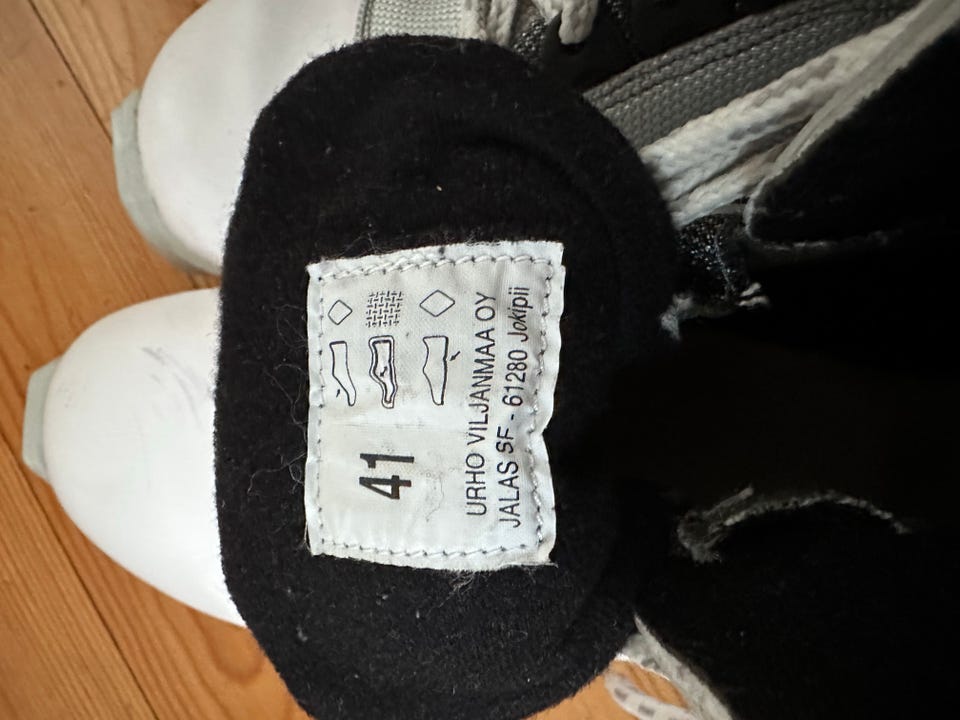 41
URHO VILJANMAA OY
JALAS SF - 61280 Jokipii